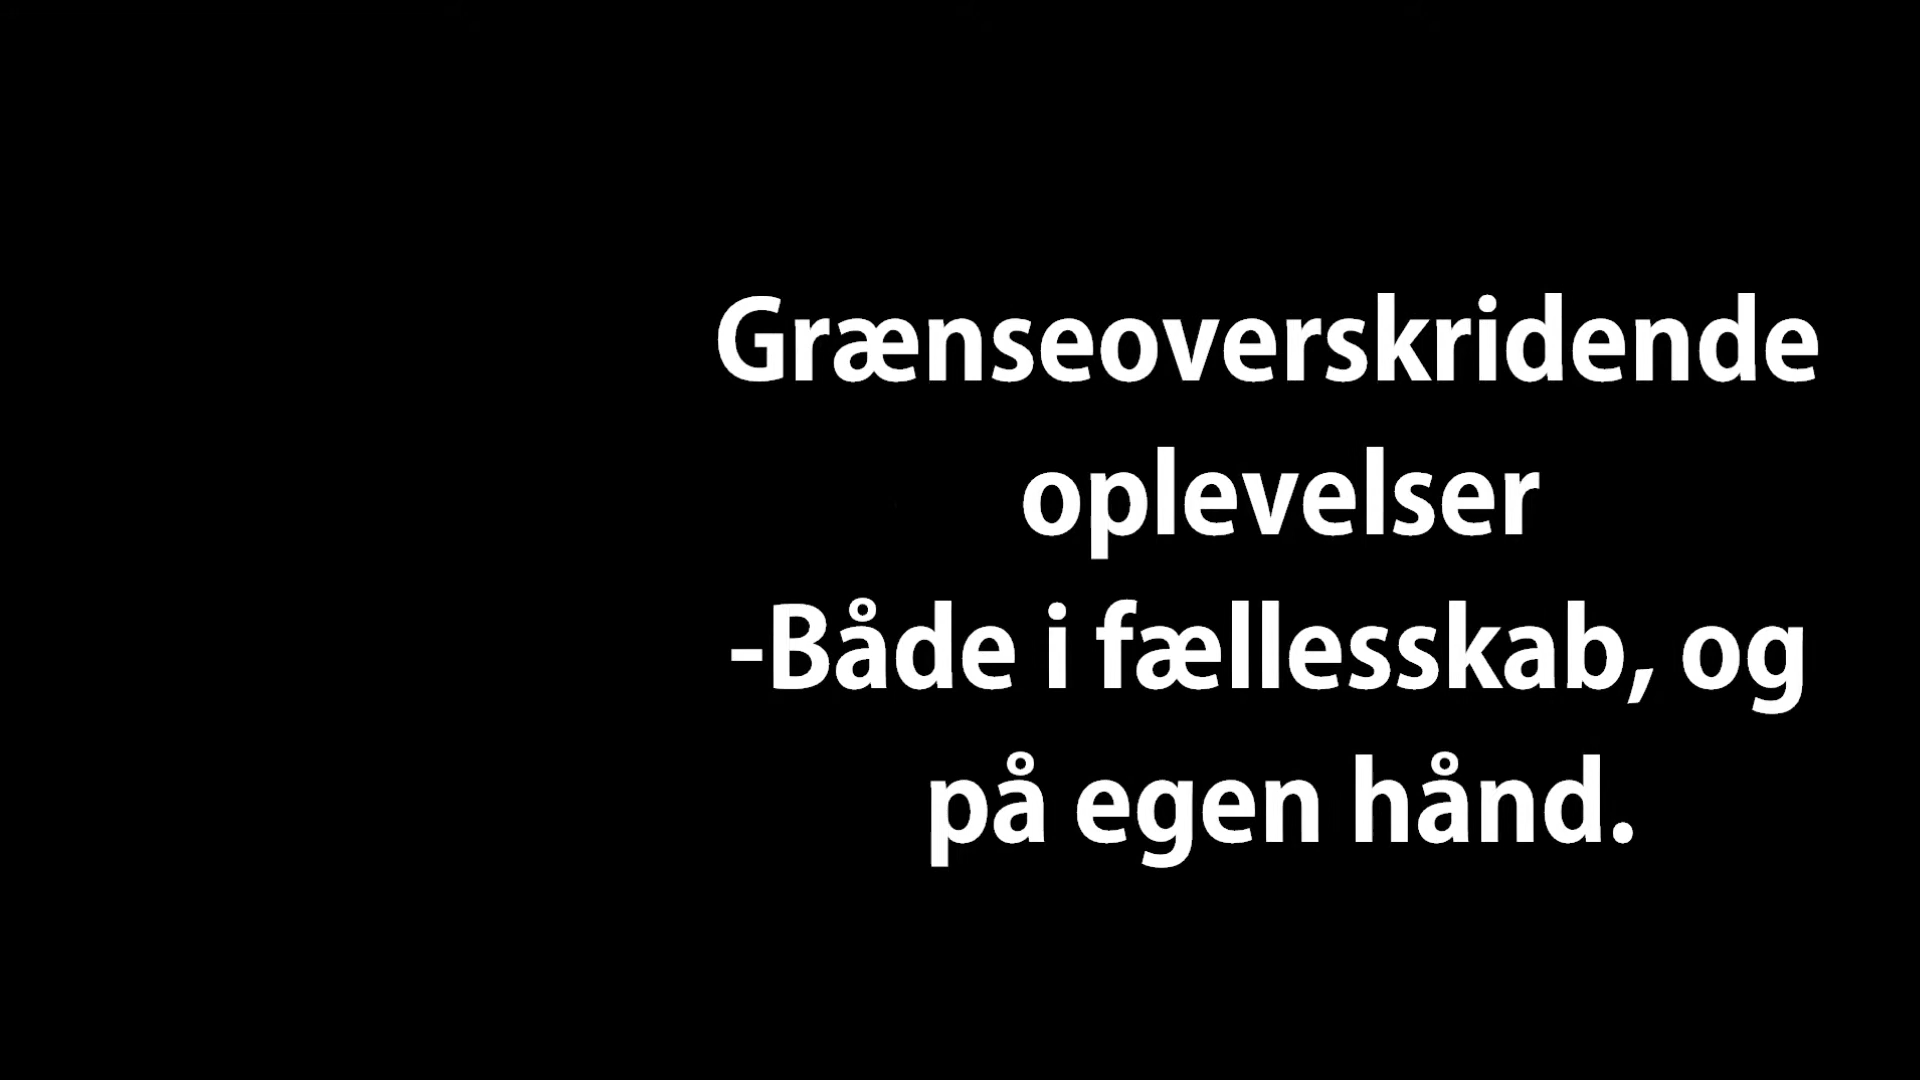 Grænseoverskridende
oplevelser
-Både i fællesskab, og
på egen hånd.